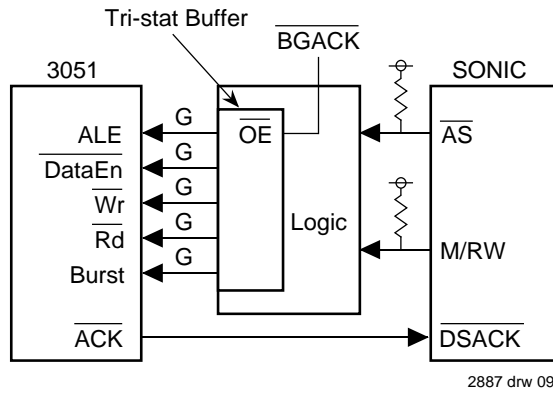 Tri-stat Buffer
BGACK
3051
SONIC
G
ALE
OE
AS
G
DataEn
G
Wr
Logic
G
Rd
M/RW
G
Burst
ACK
DSACK
2887 drw 09